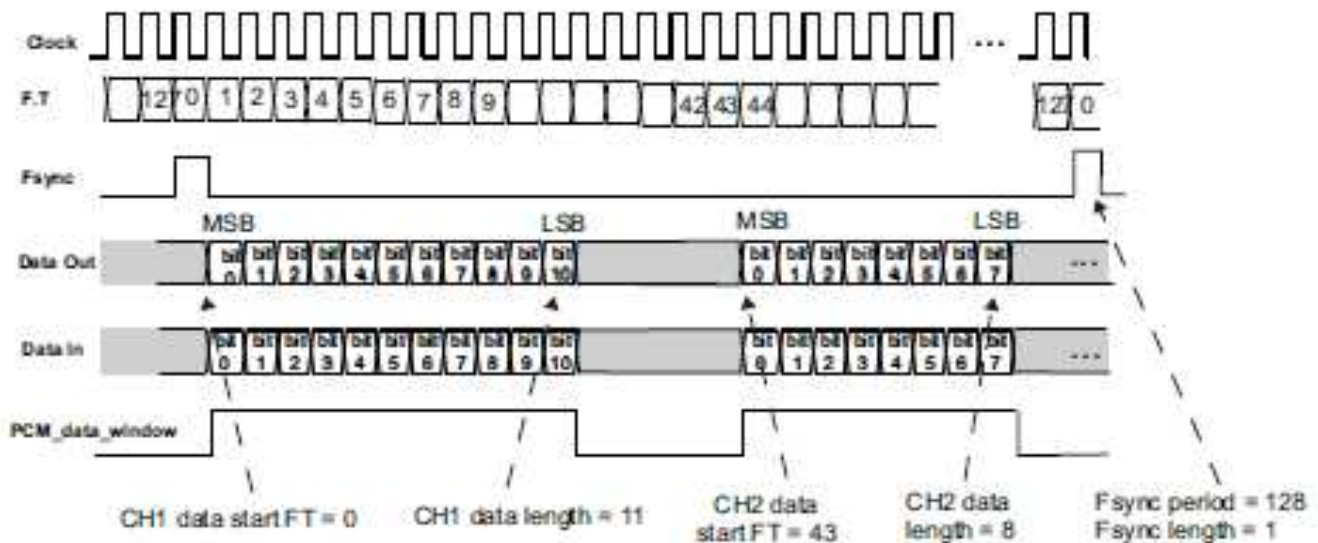 Clock
...
F.T
127 0 1 2 3 4 5 6 7 8 9 42 43 44 127 0
Fsync
MSB LSB MSB LSB
Data Out
bit 0 bit 1 bit 2 bit 3 bit 4 bit 5 bit 6 bit 7 bit 8 bit 9 bit 10 bit 0 bit 1 bit 2 bit 3 bit 4 bit 5 bit 6 bit 7 ...
Data In
bit 0 bit 1 bit 2 bit 3 bit 4 bit 5 bit 6 bit 7 bit 8 bit 9 bit 10 bit 0 bit 1 bit 2 bit 3 bit 4 bit 5 bit 6 bit 7 ...
PCM_data_window
CH1 data start FT = 0
CH1 data length = 11
CH2 data
start FT = 43
CH2 data
length = 8
Fsync period = 128
Fsync length = 1